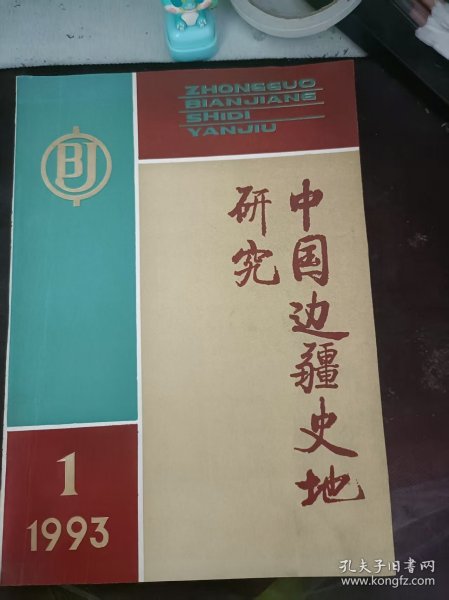 ZHONGGUO
BIANJIANG
SHIDI
YANJIU
BJ
中国边疆史地
研究
1
1993
孔夫子旧书网
www.kongfz.com